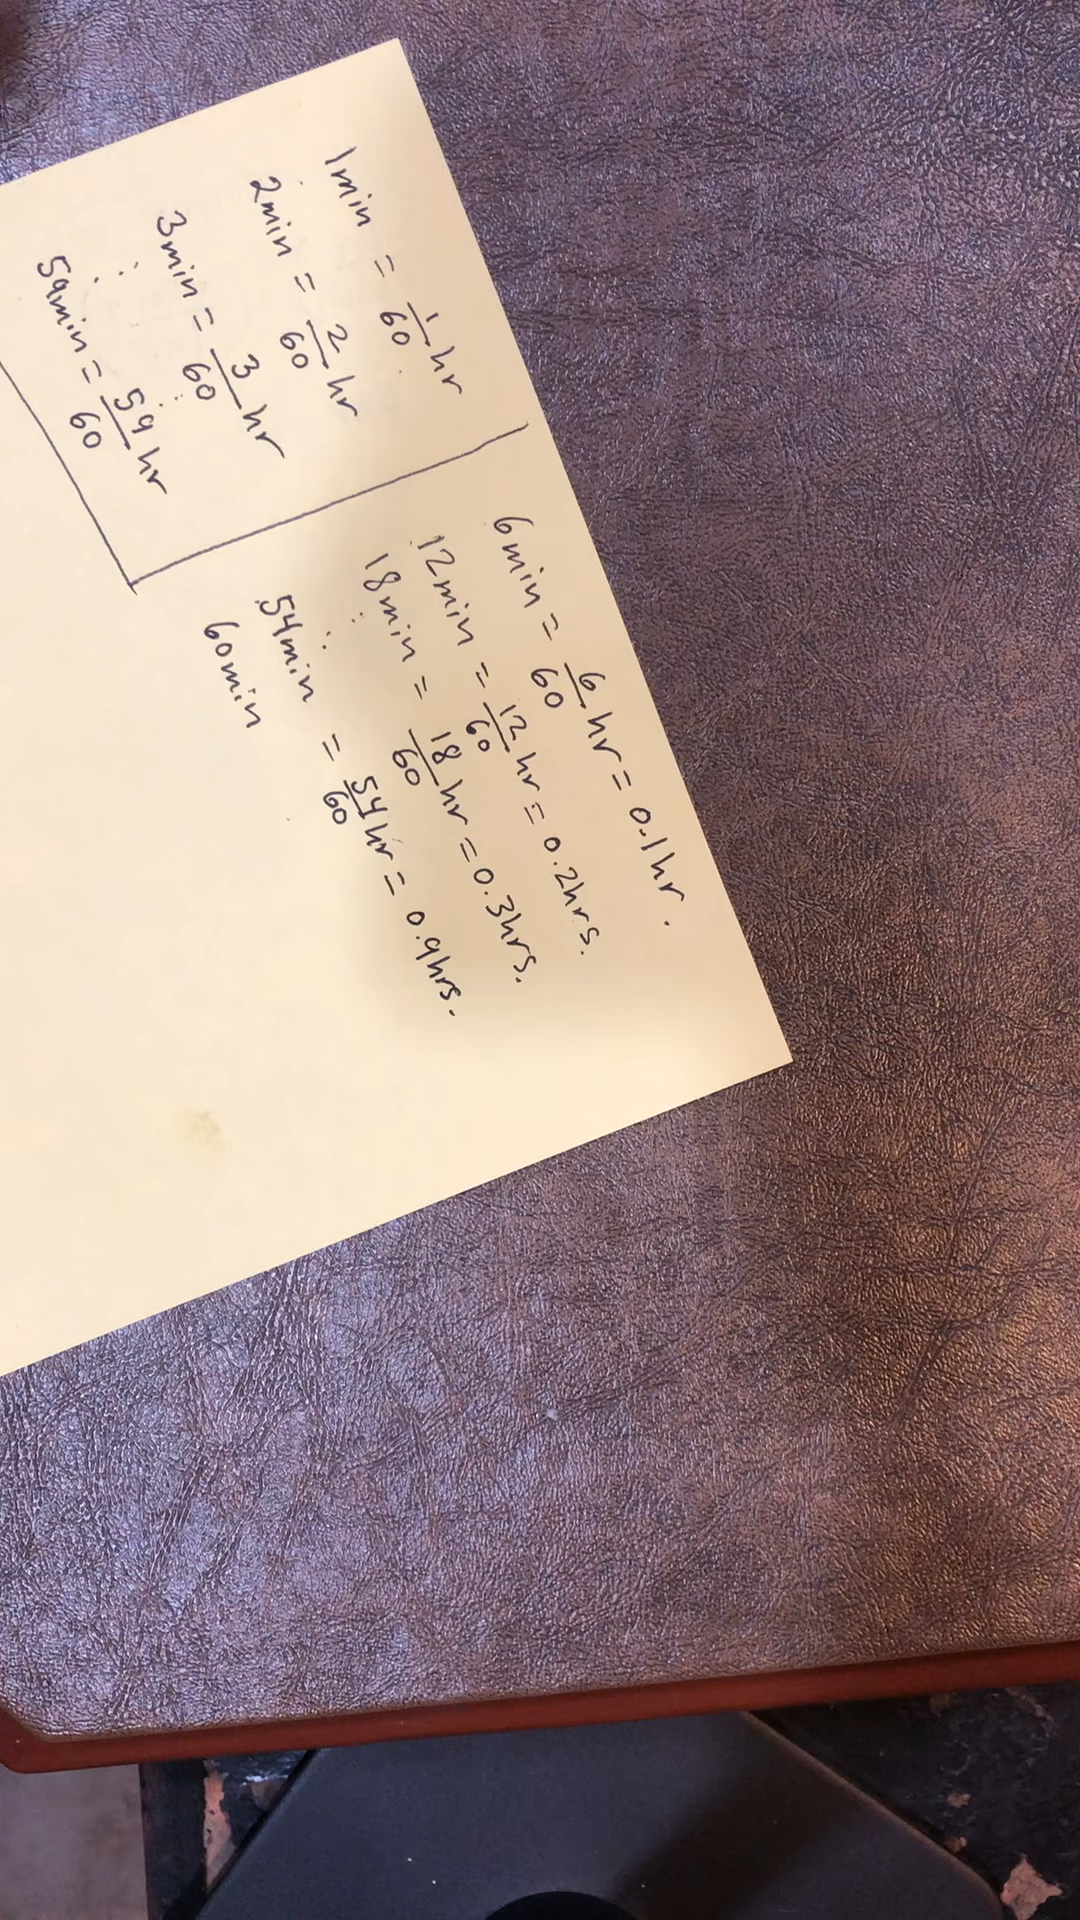 1min = 1/60 hr
2min = 2/60 hr
3min = 3/60 hr
⋮ ⋮
59min = 59/60 hr
6min = 6/60 hr = 0.1hr.
12min = 12/60 hr = 0.2hrs.
18min = 18/60 hr = 0.3hrs.
⋮
54min = 54/60 hr = 0.9hrs.
60min